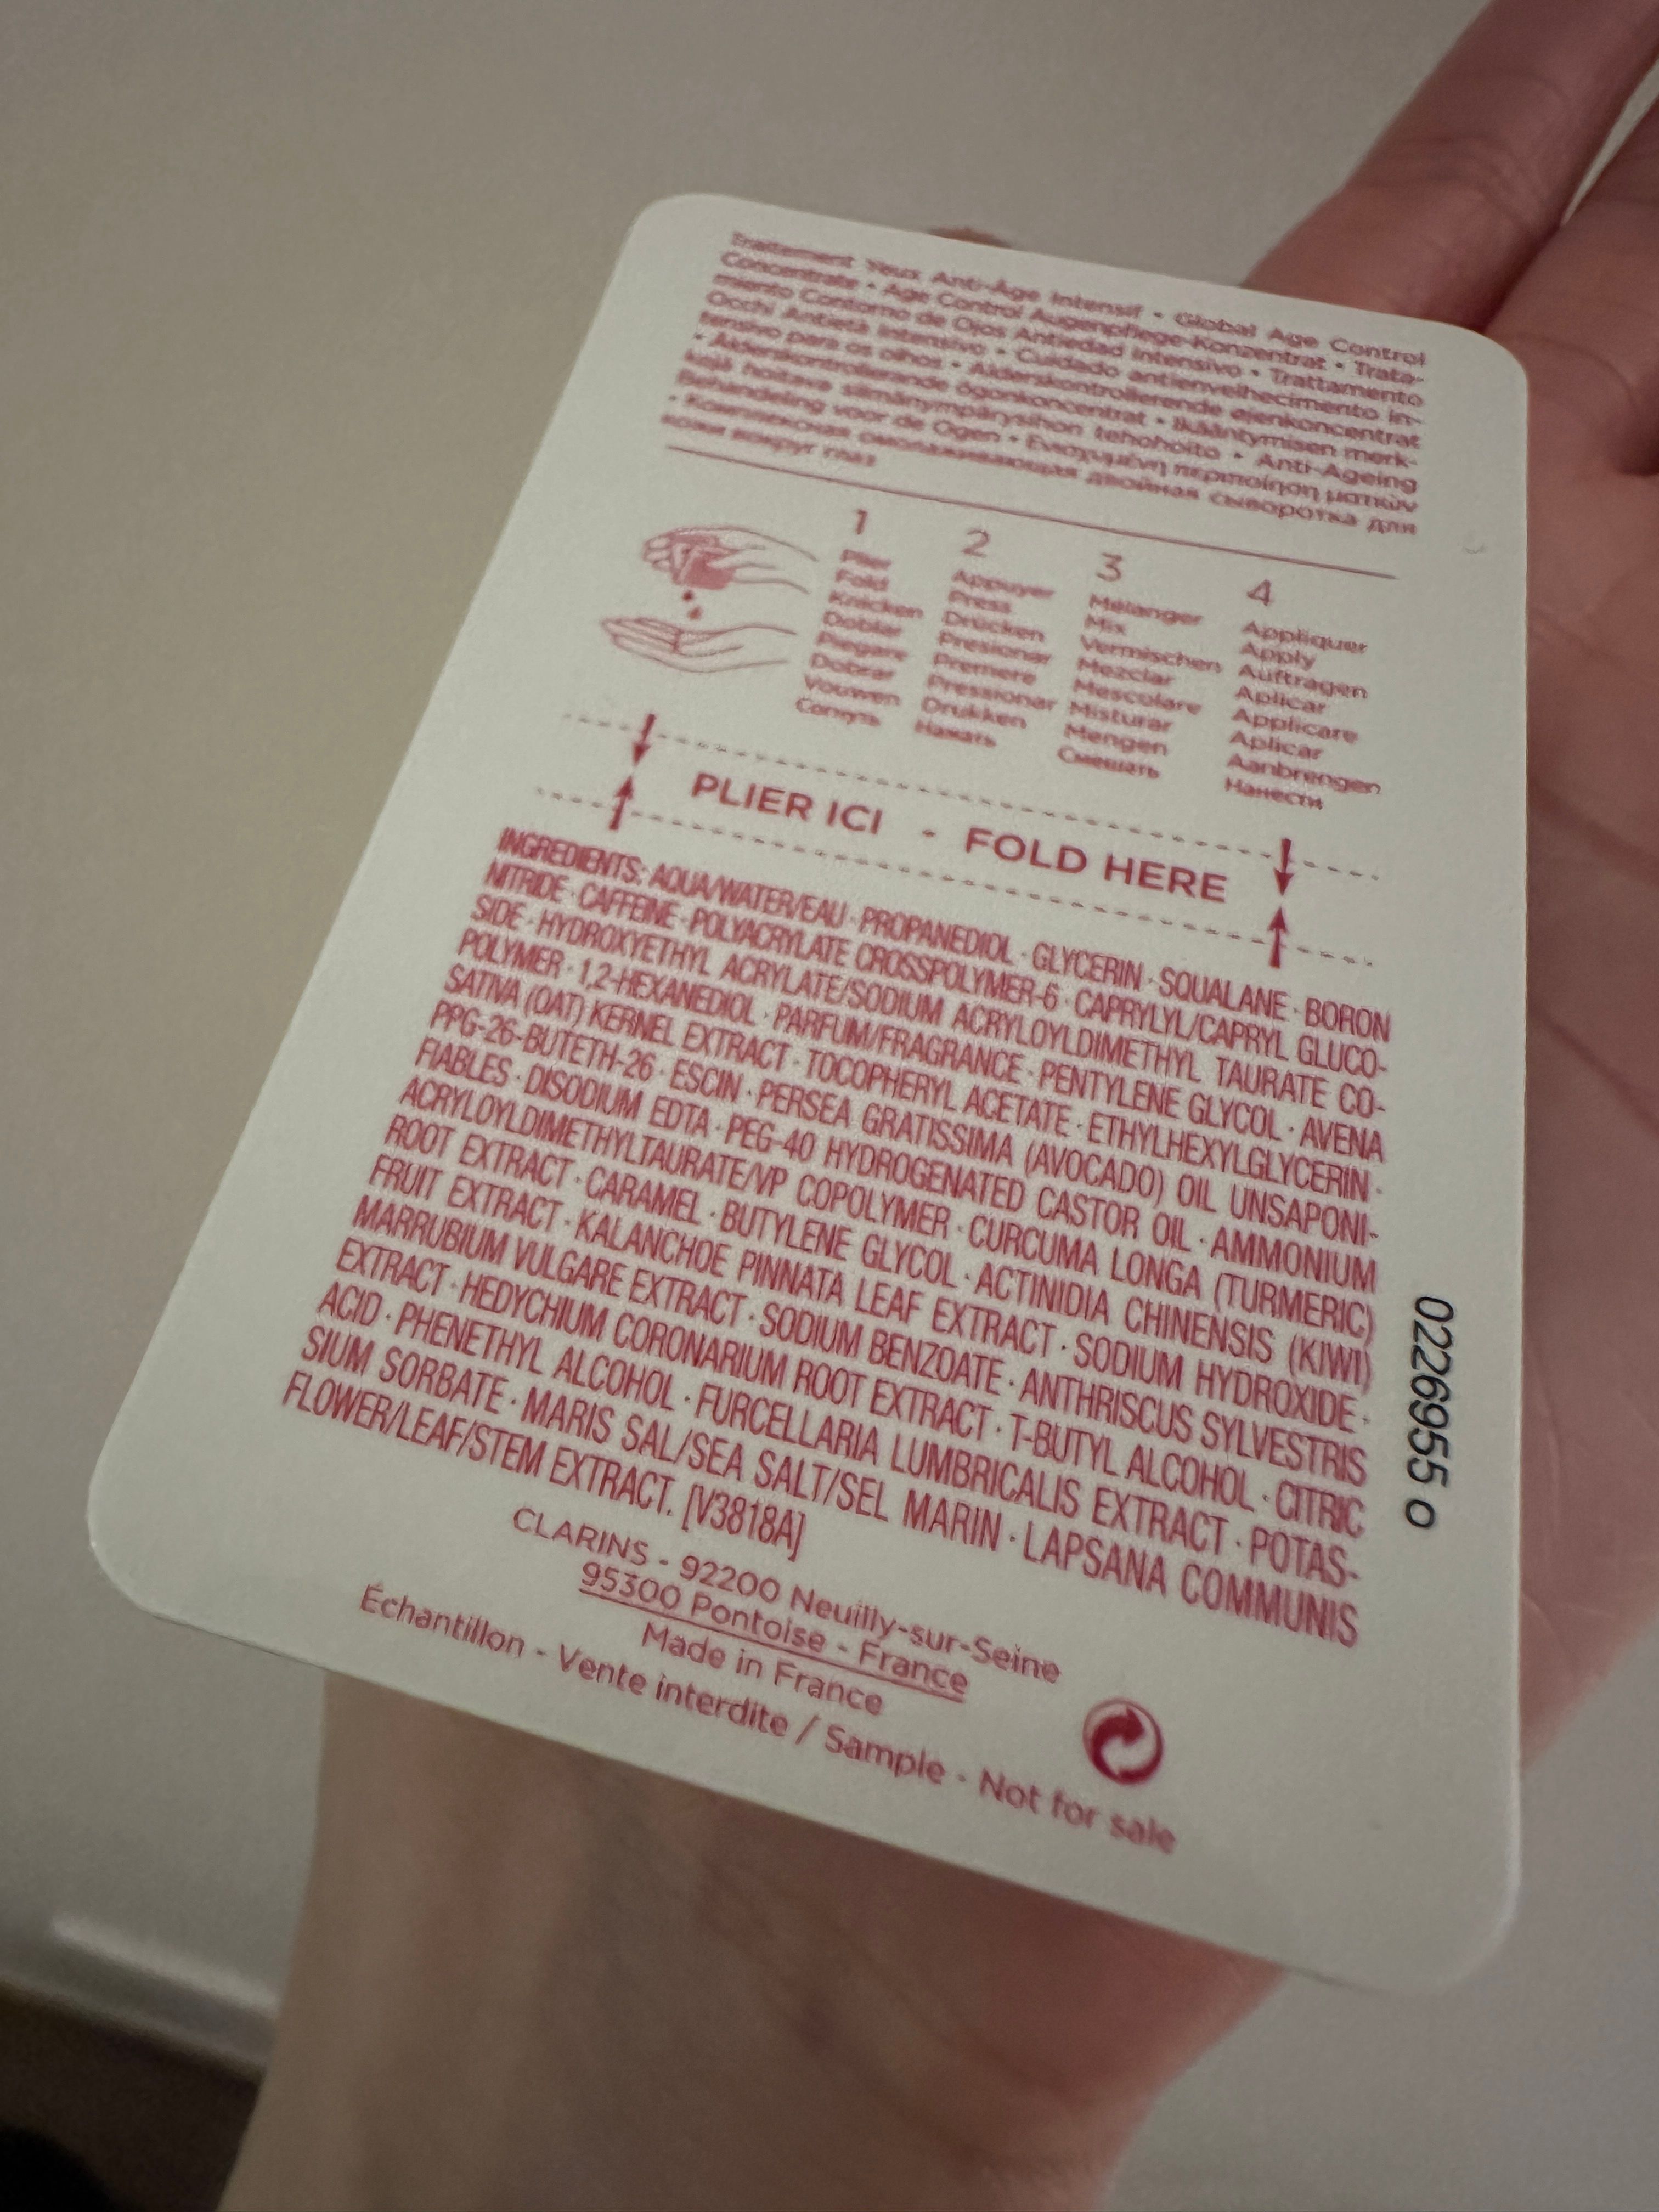 Traitement Yeux Anti-Âge Intensif • Global Age Control
Concentrate • Age Control Augenpflege-Konzentrat • Trata-
miento Contorno de Ojos Antiedad Intensivo • Trattamento
Occhi Antietà Intensivo • Cuidado antienvelhecimento in-
tensivo para os olhos • Alderskontrollerende øjenkoncentrat
• Ålderskontrollerande ögonkoncentrat • Ikääntymisen merk-
kejä hoitava silmänympärysihon tehohoito • Anti-Ageing
Behandeling voor de Ogen • Ενισχυμένη περιποίηση ματιών
• Комплексная омолаживающая двойная сыворотка для
кожи вокруг глаз
1
Plier
Fold
Knicken
Doblar
Piegare
Dobrar
Vouwen
Согнуть
2
Appuyer
Press
Drücken
Presionar
Premere
Pressionar
Drukken
Нажать
3
Mélanger
Mix
Vermischen
Mezclar
Mescolare
Misturar
Mengen
Смешать
4
Appliquer
Apply
Auftragen
Aplicar
Applicare
Aplicar
Aanbrengen
Нанести
PLIER ICI - FOLD HERE
INGREDIENTS: AQUA/WATER/EAU · PROPANEDIOL · GLYCERIN · SQUALANE · BORON
NITRIDE · CAFFEINE · POLYACRYLATE CROSSPOLYMER-6 · CAPRYLYL/CAPRYL GLUCO-
SIDE · HYDROXYETHYL ACRYLATE/SODIUM ACRYLOYLDIMETHYL TAURATE CO-
POLYMER · 1,2-HEXANEDIOL · PARFUM/FRAGRANCE · PENTYLENE GLYCOL · AVENA
SATIVA (OAT) KERNEL EXTRACT · TOCOPHERYL ACETATE · ETHYLHEXYLGLYCERIN ·
PPG-26-BUTETH-26 · ESCIN · PERSEA GRATISSIMA (AVOCADO) OIL UNSAPONI-
FIABLES · DISODIUM EDTA · PEG-40 HYDROGENATED CASTOR OIL · AMMONIUM
ACRYLOYLDIMETHYLTAURATE/VP COPOLYMER · CURCUMA LONGA (TURMERIC)
ROOT EXTRACT · CARAMEL · BUTYLENE GLYCOL · ACTINIDIA CHINENSIS (KIWI)
FRUIT EXTRACT · KALANCHOE PINNATA LEAF EXTRACT · SODIUM HYDROXIDE ·
MARRUBIUM VULGARE EXTRACT · SODIUM BENZOATE · ANTHRISCUS SYLVESTRIS
EXTRACT · HEDYCHIUM CORONARIUM ROOT EXTRACT · T-BUTYL ALCOHOL · CITRIC
ACID · PHENETHYL ALCOHOL · FURCELLARIA LUMBRICALIS EXTRACT · POTAS-
SIUM SORBATE · MARIS SAL/SEA SALT/SEL MARIN · LAPSANA COMMUNIS
FLOWER/LEAF/STEM EXTRACT. [V3818A]
0226955 o
CLARINS - 92200 Neuilly-sur-Seine
95300 Pontoise - France
Made in France
Échantillon - Vente interdite / Sample - Not for sale